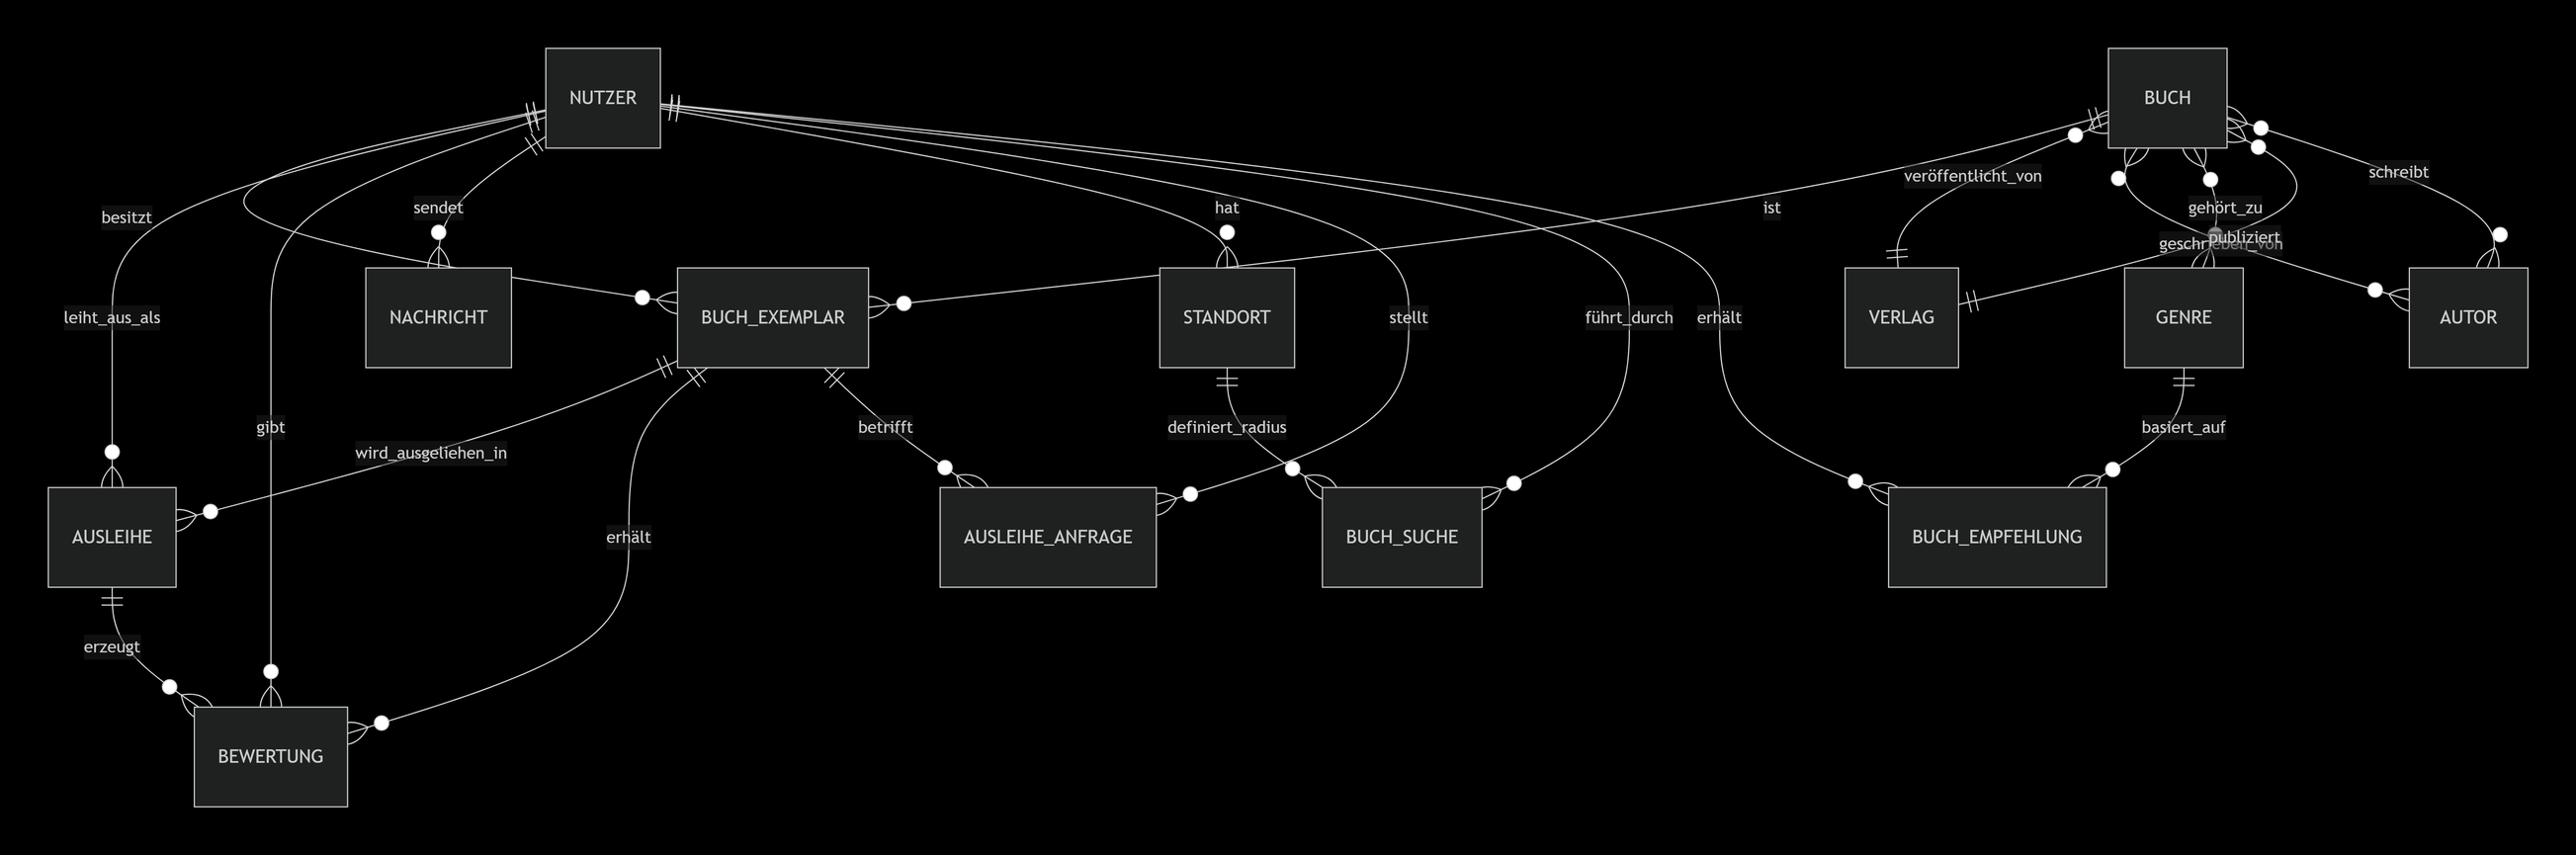 NUTZER
BUCH
veröffentlicht_von
schreibt
besitzt
sendet
hat
ist
gehört_zu
publiziert
geschrieben_von
leiht_aus_als
NACHRICHT
BUCH_EXEMPLAR
STANDORT
stellt
führt_durch
erhält
VERLAG
GENRE
AUTOR
gibt
wird_ausgeliehen_in
betrifft
definiert_radius
basiert_auf
AUSLEIHE
erhält
AUSLEIHE_ANFRAGE
BUCH_SUCHE
BUCH_EMPFEHLUNG
erzeugt
BEWERTUNG